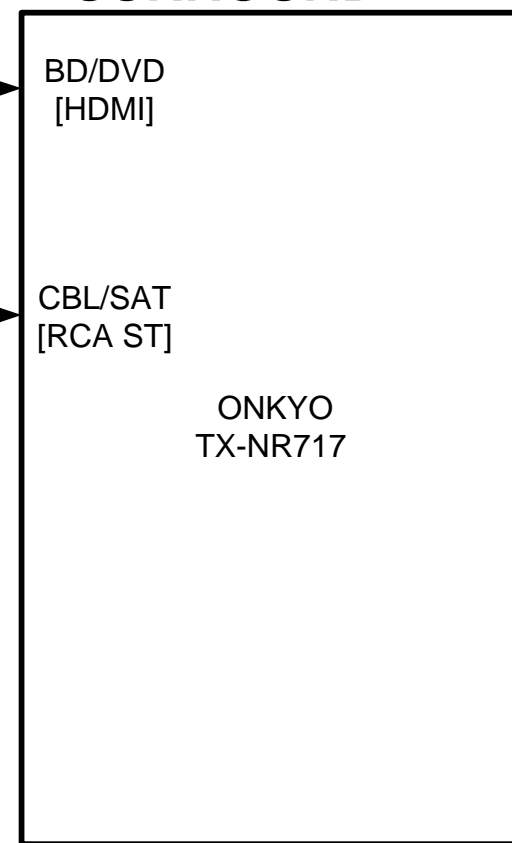 BD/DVD
[HDMI]
CBL/SAT
[RCA ST]
ONKYO
TX-NR717